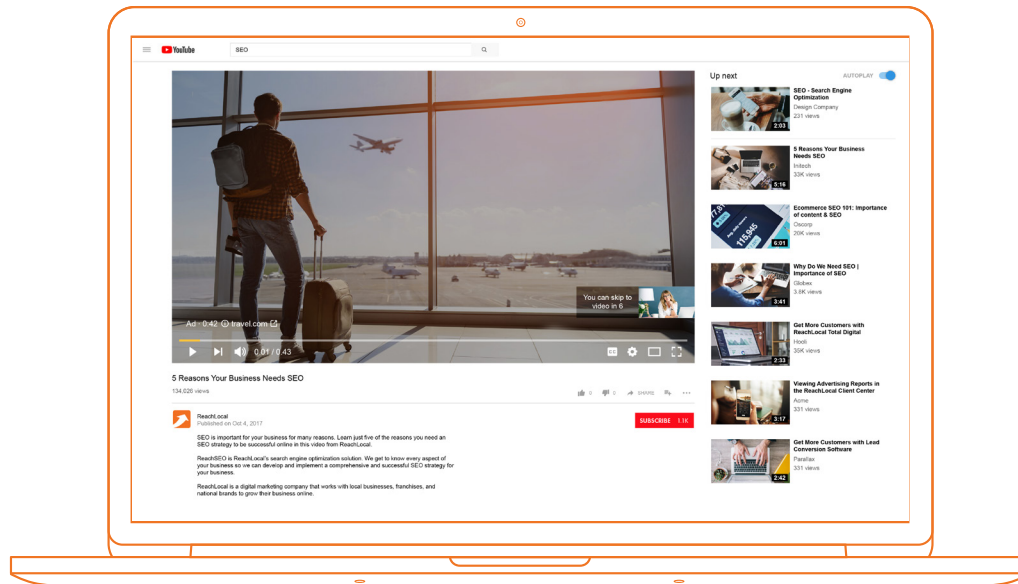 YouTube
SEO
Up next
AUTOPLAY
You can skip to
video in 6
Ad · 0:42 travel.com
0:01 / 0:43
CC
5 Reasons Your Business Needs SEO
134,026 views
0
0
SHARE
ReachLocal
Published on Oct 4, 2017
SUBSCRIBE 1.1K
SEO is important for your business for many reasons. Learn just five of the reasons you need an
SEO strategy to be successful online in this video from ReachLocal.
ReachSEO is ReachLocal's search engine optimization solution. We get to know every aspect of
your business so we can develop and implement a comprehensive and successful SEO strategy for
your business.
ReachLocal is a digital marketing company that works with local businesses, franchises, and
national brands to grow their business online.
SEO - Search Engine
Optimization
Design Company
231 views
2:03
5 Reasons Your Business
Needs SEO
Initech
33K views
5:16
Ecommerce SEO 101: Importance
of content & SEO
Oscorp
26K views
115,945
6:01
Why Do We Need SEO |
Importance of SEO
Globex
3.8K views
3:41
Get More Customers with
ReachLocal Total Digital
Hooli
35K views
2:33
Viewing Advertising Reports in
the ReachLocal Client Center
Acme
331 views
3:17
Get More Customers with Lead
Conversion Software
Parallax
331 views
2:42